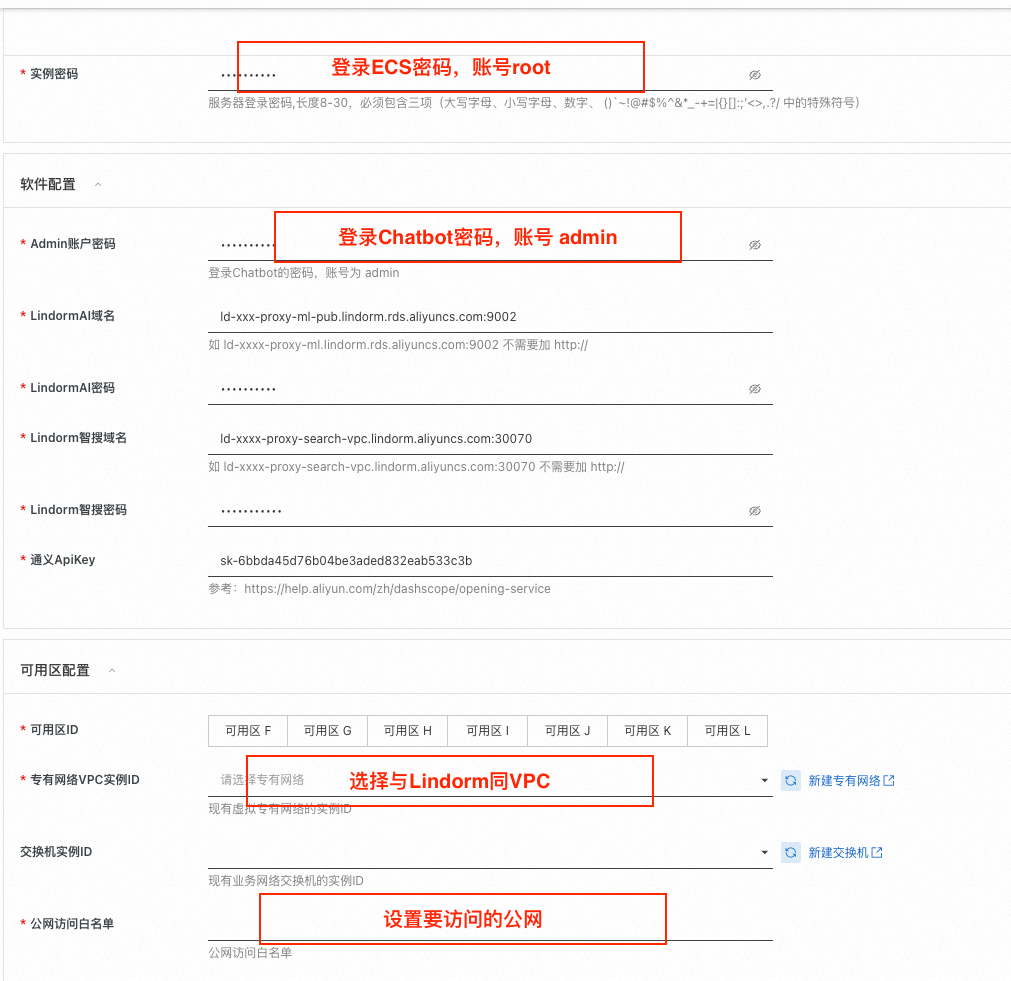 * 实例密码
•••••••••• 登录ECS密码，账号root
服务器登录密码,长度8-30，必须包含三项（大写字母、小写字母、数字、 ()`~!@#$%^&*_-+=|{}[]:;'<>,.?/ 中的特殊符号）
软件配置
* Admin账户密码
•••••••••• 登录Chatbot密码，账号 admin
登录Chatbot的密码，账号为 admin
* LindormAI域名
ld-xxx-proxy-ml-pub.lindorm.rds.aliyuncs.com:9002
如 ld-xxxx-proxy-ml.lindorm.rds.aliyuncs.com:9002 不需要加 http://
* LindormAI密码
••••••••••
* Lindorm智搜域名
ld-xxxx-proxy-search-vpc.lindorm.aliyuncs.com:30070
如 ld-xxxx-proxy-search-vpc.lindorm.aliyuncs.com:30070 不需要加 http://
* Lindorm智搜密码
•••••••••••
* 通义ApiKey
sk-6bbda45d76b04be3aded832eab533c3b
参考：https://help.aliyun.com/zh/dashscope/opening-service
可用区配置
* 可用区ID
可用区 F 可用区 G 可用区 H 可用区 I 可用区 J 可用区 K 可用区 L
* 专有网络VPC实例ID
请选择专有网络 选择与Lindorm同VPC 新建专有网络
现有虚拟专有网络的实例ID
交换机实例ID
新建交换机
现有业务网络交换机的实例ID
* 公网访问白名单
设置要访问的公网
公网访问白名单